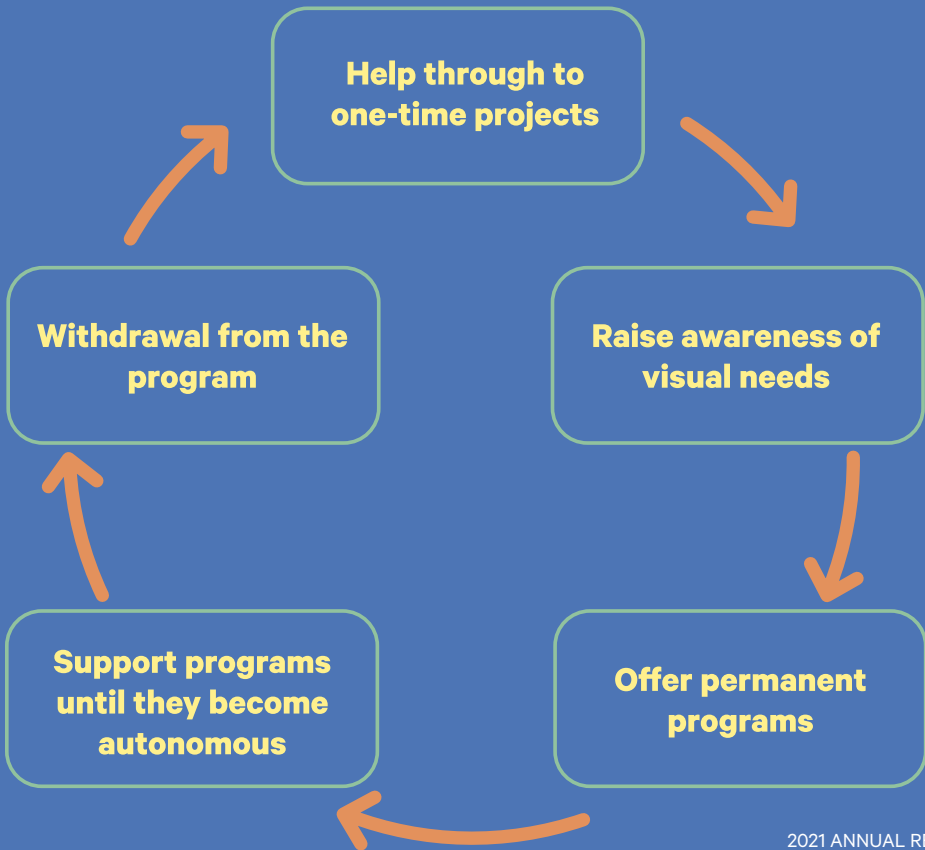 Help through to
one-time projects
Raise awareness of
visual needs
Offer permanent
programs
Support programs
until they become
autonomous
Withdrawal from the
program
2021 ANNUAL